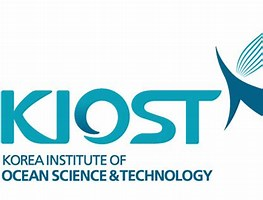 KIOST
KOREA INSTITUTE OF
OCEAN SCIENCE & TECHNOLOGY